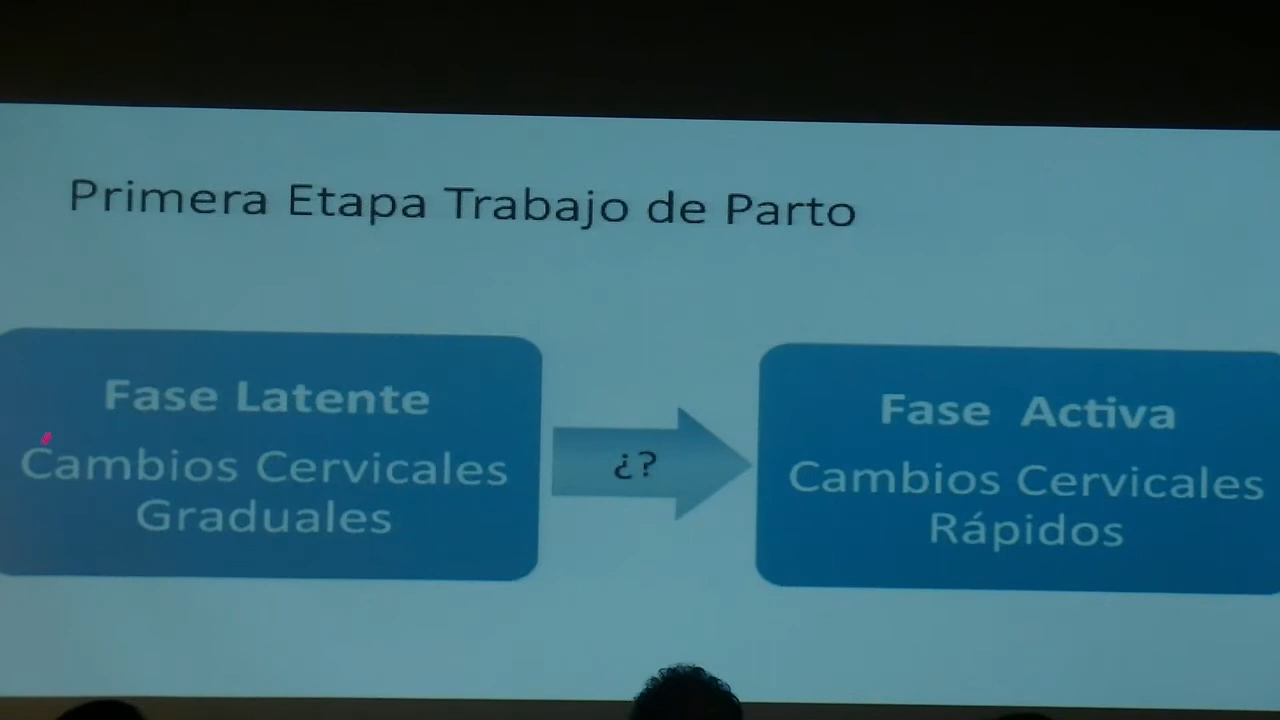 Primera Etapa Trabajo de Parto
Fase Latente
Cambios Cervicales
Graduales
¿?
Fase Activa
Cambios Cervicales
Rápidos